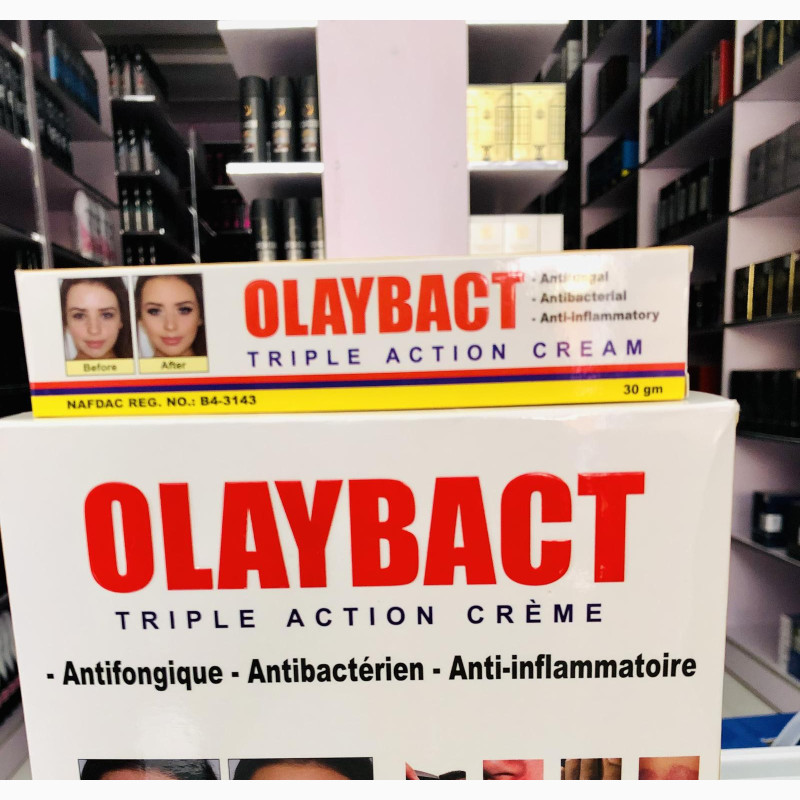 OLAYBACT
- Antifungal
- Antibacterial
- Anti-inflammatory
TRIPLE ACTION CREAM
Before After
NAFDAC REG. NO.: B4-3143
30 gm
OLAYBACT
TRIPLE ACTION CRÈME
- Antifongique - Antibactérien - Anti-inflammatoire